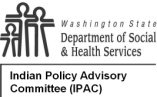 Washington State
Department of Social
& Health Services
Indian Policy Advisory
Committee (IPAC)